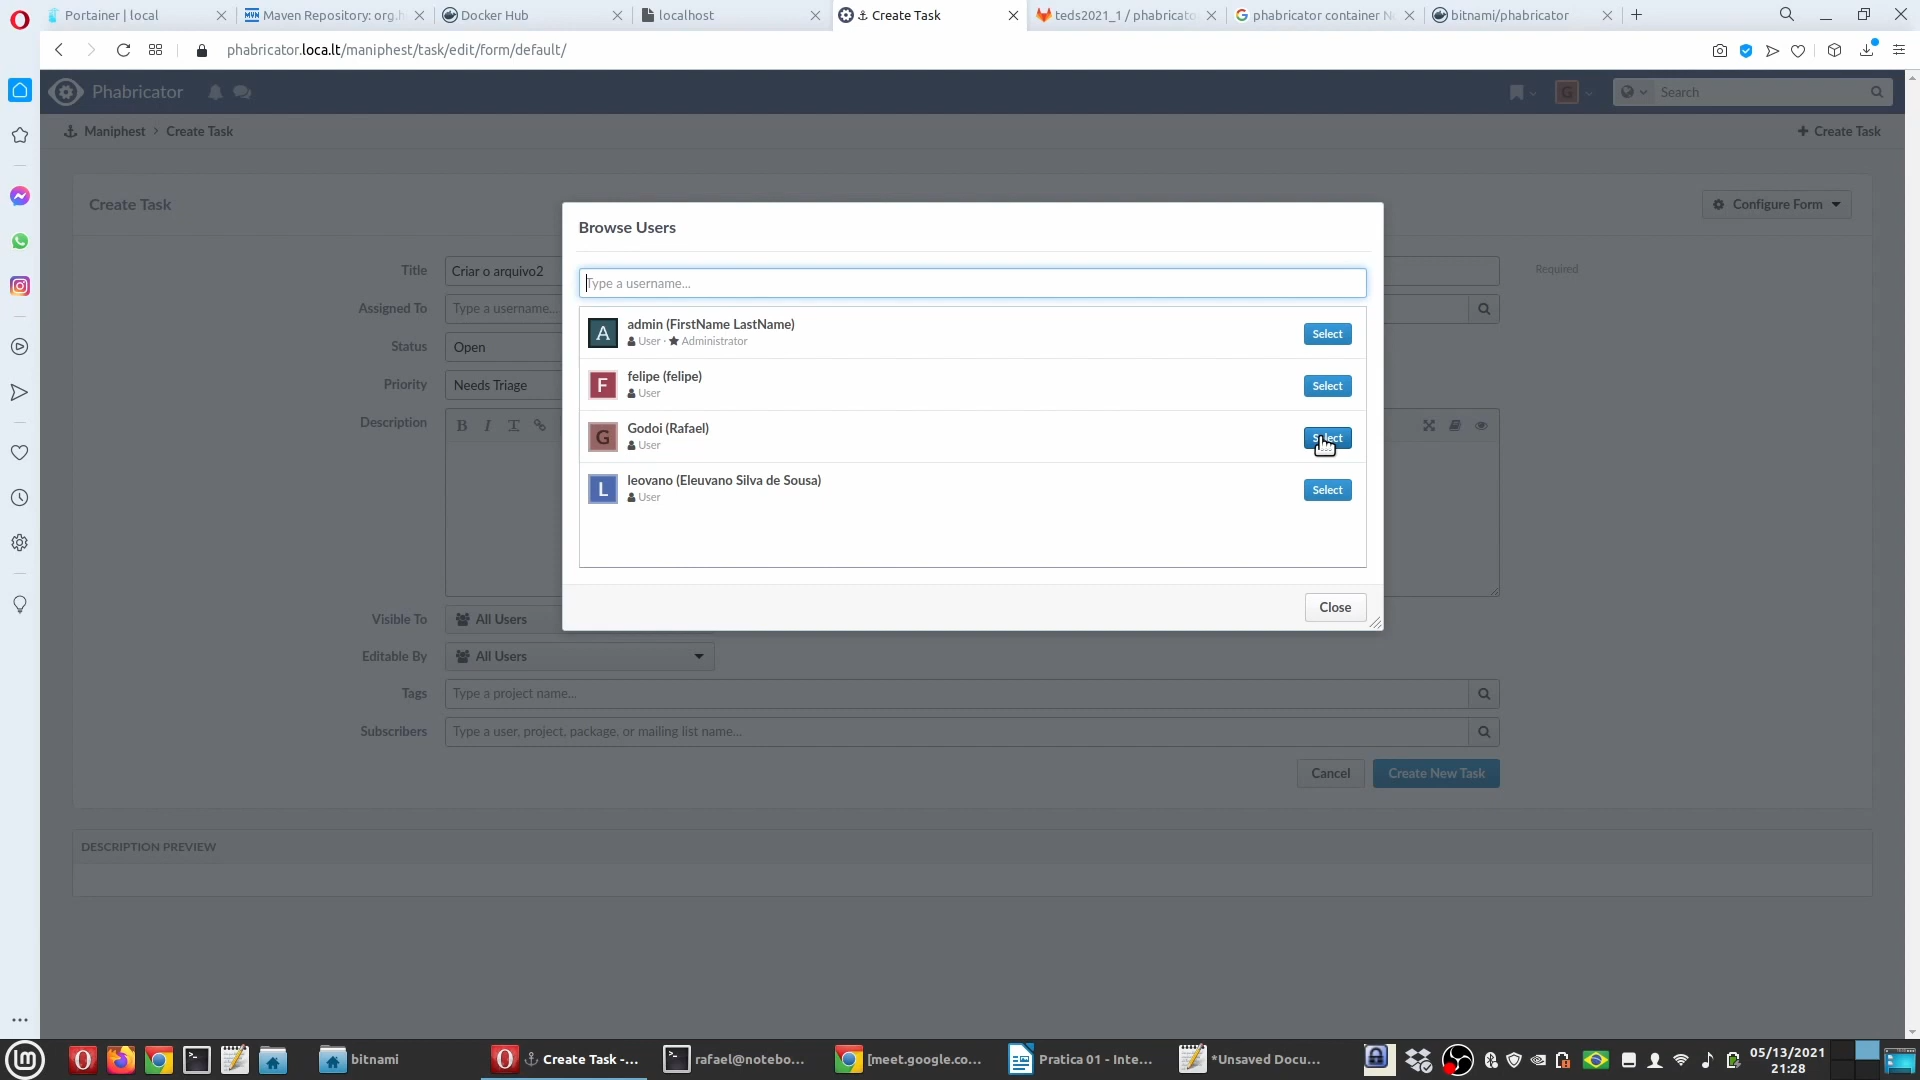 Portainer | local
MVN Maven Repository: org.h
Docker Hub
localhost
Create Task
teds2021_1 / phabricato
phabricator container N
bitnami/phabricator
phabricator.loca.lt/maniphest/task/edit/form/default/
Phabricator
G
Search
Maniphest > Create Task
Create Task
Create Task
Configure Form
Browse Users
Title
Criar o arquivo2
Required
Type a username...
Assigned To
Type a username...
A
admin (FirstName LastName)
User · ★ Administrator
Select
Status
Open
Priority
Needs Triage
F
felipe (felipe)
User
Select
Description
B I T
G
Godoi (Rafael)
User
Select
L
leovano (Eleuvano Silva de Sousa)
User
Select
Close
Visible To
All Users
Editable By
All Users
Tags
Type a project name...
Subscribers
Type a user, project, package, or mailing list name...
Cancel
Create New Task
DESCRIPTION PREVIEW
bitnami
Create Task -...
rafael@notebo...
[meet.google.co...
Pratica 01 - Inte...
*Unsaved Docu...
05/13/2021
21:28